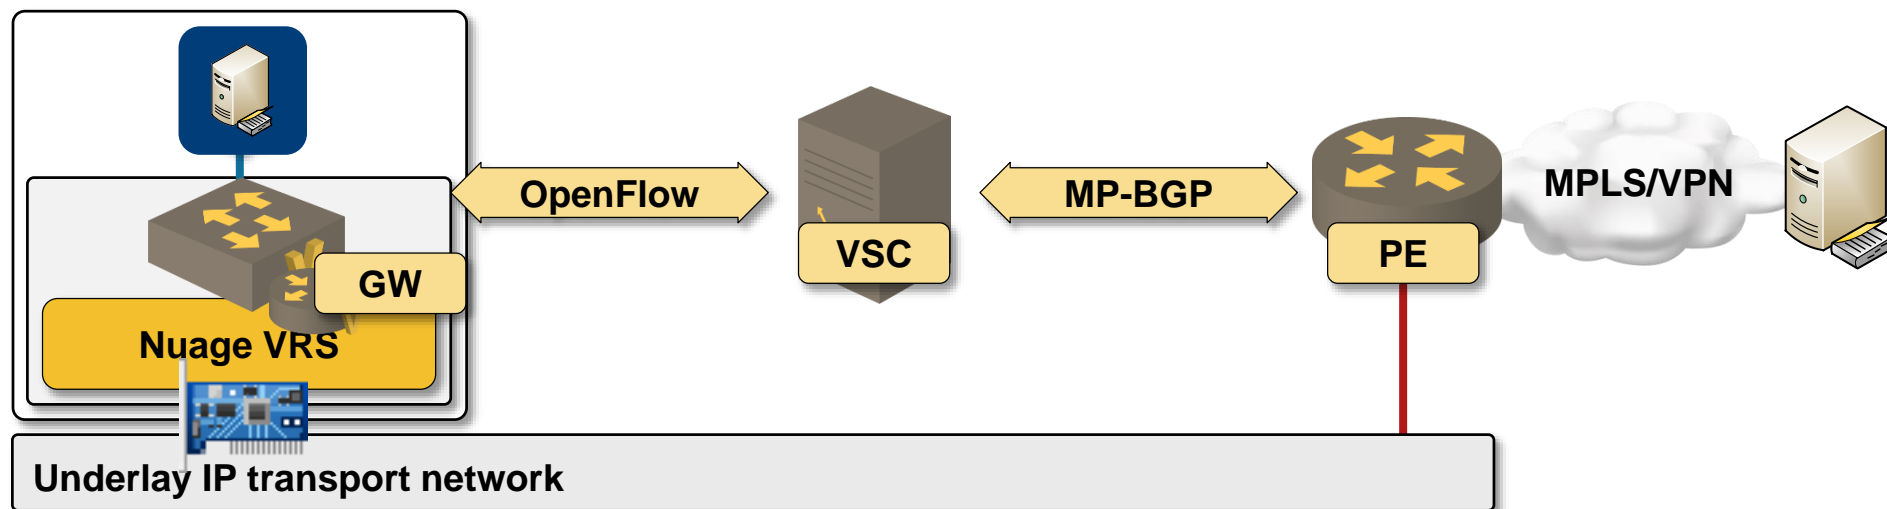 OpenFlow
MP-BGP
MPLS/VPN
VSC
PE
GW
Nuage VRS
Underlay IP transport network